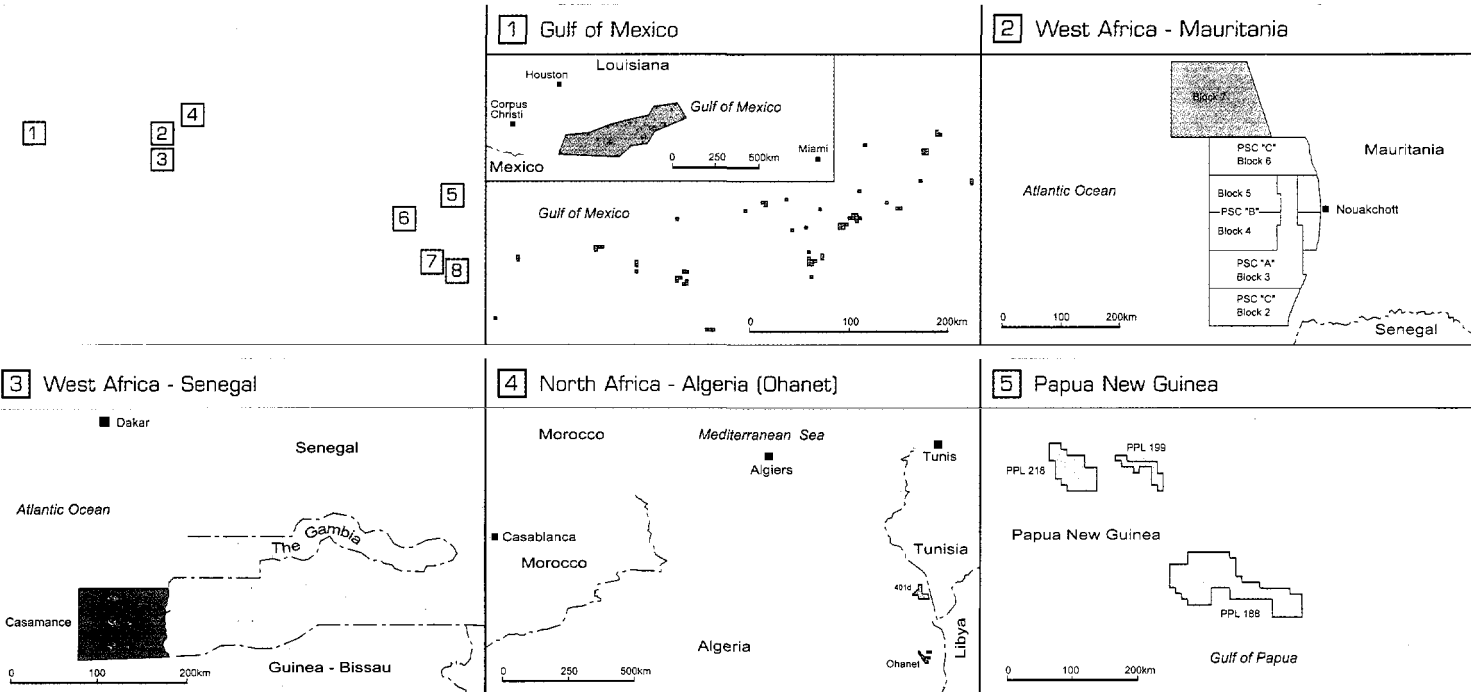 1
2
3
4
5
6
7
8
1 Gulf of Mexico
Louisiana
Houston
Corpus
Christi
Gulf of Mexico
Miami
0 250 500km
Mexico
Gulf of Mexico
0 100 200km
2 West Africa - Mauritania
Block 7
PSC "C"
Block 6
Mauritania
Atlantic Ocean
Block 5
PSC "B"
Nouakchott
Block 4
PSC "A"
Block 3
PSC "C"
Block 2
0 100 200km
Senegal
3 West Africa - Senegal
Dakar
Senegal
Atlantic Ocean
The Gambia
Casamance
Guinea - Bissau
0 100 200km
4 North Africa - Algeria (Ohanet)
Morocco
Mediterranean Sea
Algiers
Tunis
Casablanca
Morocco
Tunisia
401d
Algeria
Libya
Ohanet
0 250 500km
5 Papua New Guinea
PPL 199
PPL 218
Papua New Guinea
PPL 188
Gulf of Papua
0 100 200km